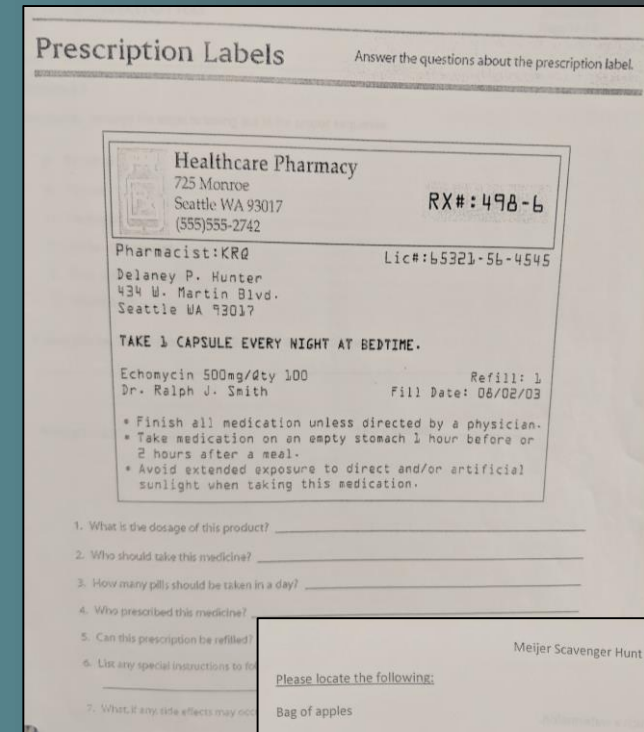 Prescription Labels
Answer the questions about the prescription label.
Healthcare Pharmacy
725 Monroe
Seattle WA 93017
(555)555-2742
RX#:498-6
Pharmacist:KRQ
Lic#:65321-56-4545
Delaney P. Hunter
434 W. Martin Blvd.
Seattle WA 93017
TAKE 1 CAPSULE EVERY NIGHT AT BEDTIME.
Echomycin 500mg/Qty 100
Refill: 1
Dr. Ralph J. Smith
Fill Date: 06/02/03
• Finish all medication unless directed by a physician.
• Take medication on an empty stomach 1 hour before or
2 hours after a meal.
• Avoid extended exposure to direct and/or artificial
sunlight when taking this medication.
1. What is the dosage of this product?
2. Who should take this medicine?
3. How many pills should be taken in a day?
4. Who prescribed this medicine?
5. Can this prescription be refilled?
6. List any special instructions to
7. What, if any, side effects may
Meijer Scavenger Hunt
Please locate the following:
Bag of apples